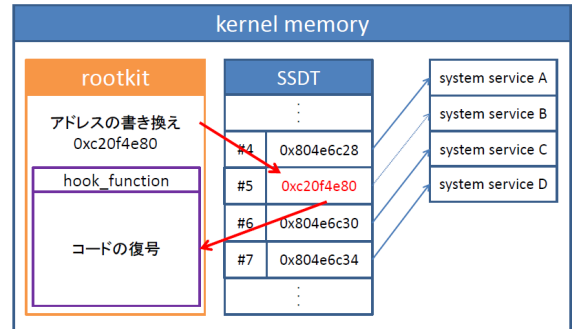 kernel memory
rootkit
アドレスの書き換え
0xc20f4e80
hook_function
コードの復号
SSDT
⋮
#4 0x804e6c28
#5 0xc20f4e80
#6 0x804e6c30
#7 0x804e6c34
⋮
system service A
system service B
system service C
system service D